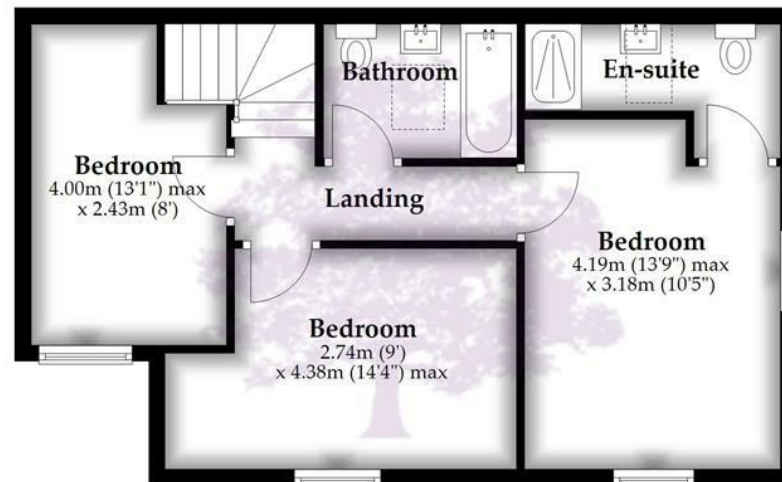 Bathroom
En-suite
Bedroom
4.00m (13'1") max
x 2.43m (8')
Landing
Bedroom
4.19m (13'9") max
x 3.18m (10'5")
Bedroom
2.74m (9')
x 4.38m (14'4") max